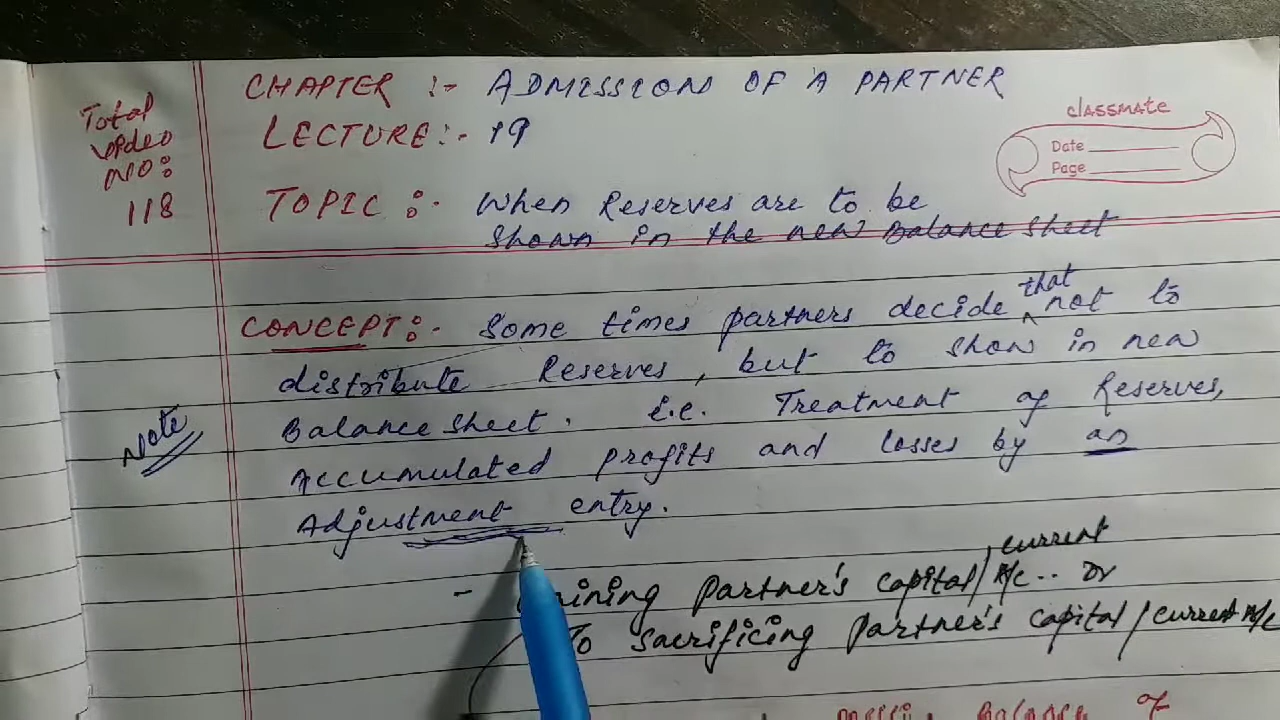 CHAPTER :- ADMISSION OF A PARTNER
Total
video
NO:
118
LECTURE:- 19
classmate
Date
Page
TOPIC :- When Reserves are to be
shown in the new Balance Sheet
CONCEPT:- Some times partners decide that not to
distribute Reserves, but to show in new
Balance Sheet. i.e. Treatment of Reserves,
Note
Accumulated profits and losses by an
Adjustment entry.
- partner's capital/current A/c.. Dr
To sacrificing partner's capital/current A/c
Balance of